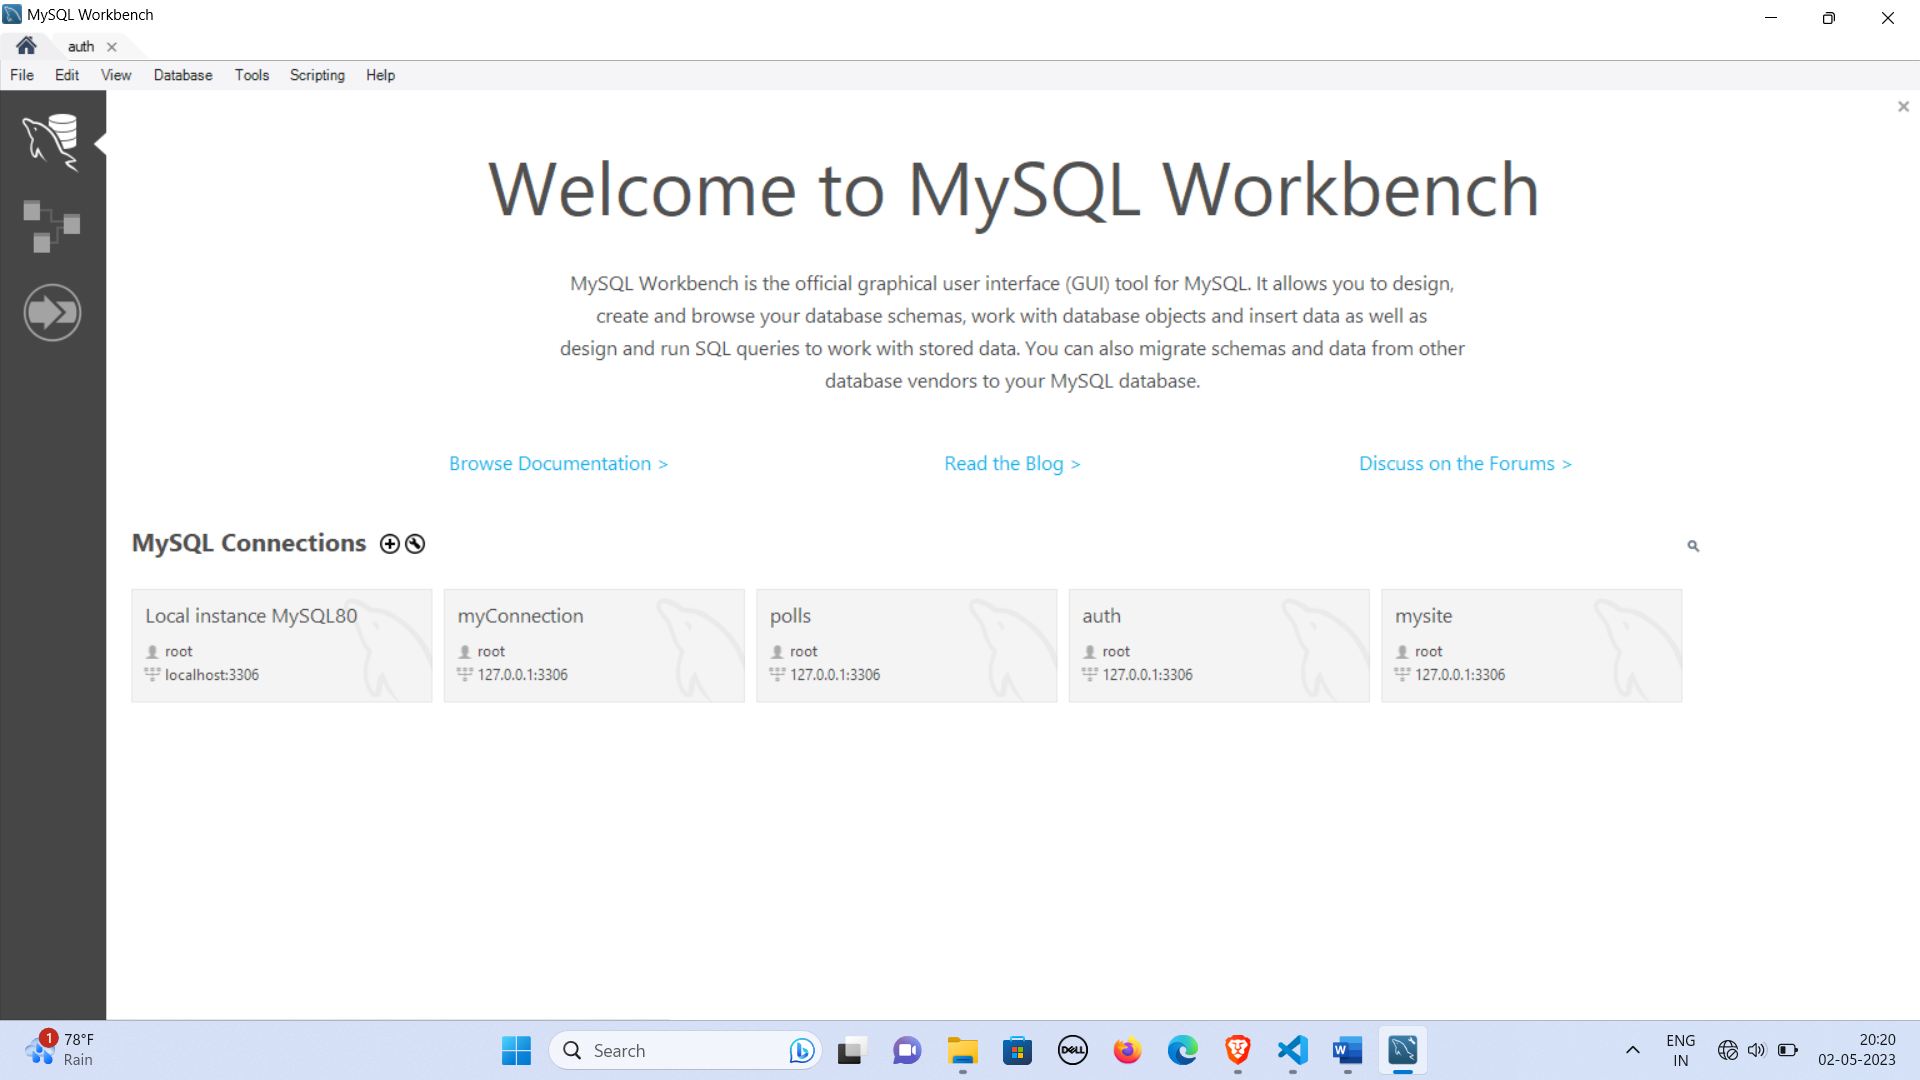 MySQL Workbench
auth
File Edit View Database Tools Scripting Help
Welcome to MySQL Workbench
MySQL Workbench is the official graphical user interface (GUI) tool for MySQL. It allows you to design,
create and browse your database schemas, work with database objects and insert data as well as
design and run SQL queries to work with stored data. You can also migrate schemas and data from other
database vendors to your MySQL database.
Browse Documentation > Read the Blog > Discuss on the Forums >
MySQL Connections
Local instance MySQL80
root
localhost:3306
myConnection
root
127.0.0.1:3306
polls
root
127.0.0.1:3306
auth
root
127.0.0.1:3306
mysite
root
127.0.0.1:3306
1
78°F
Rain
Search
DELL
W
ENG
IN
20:20
02-05-2023